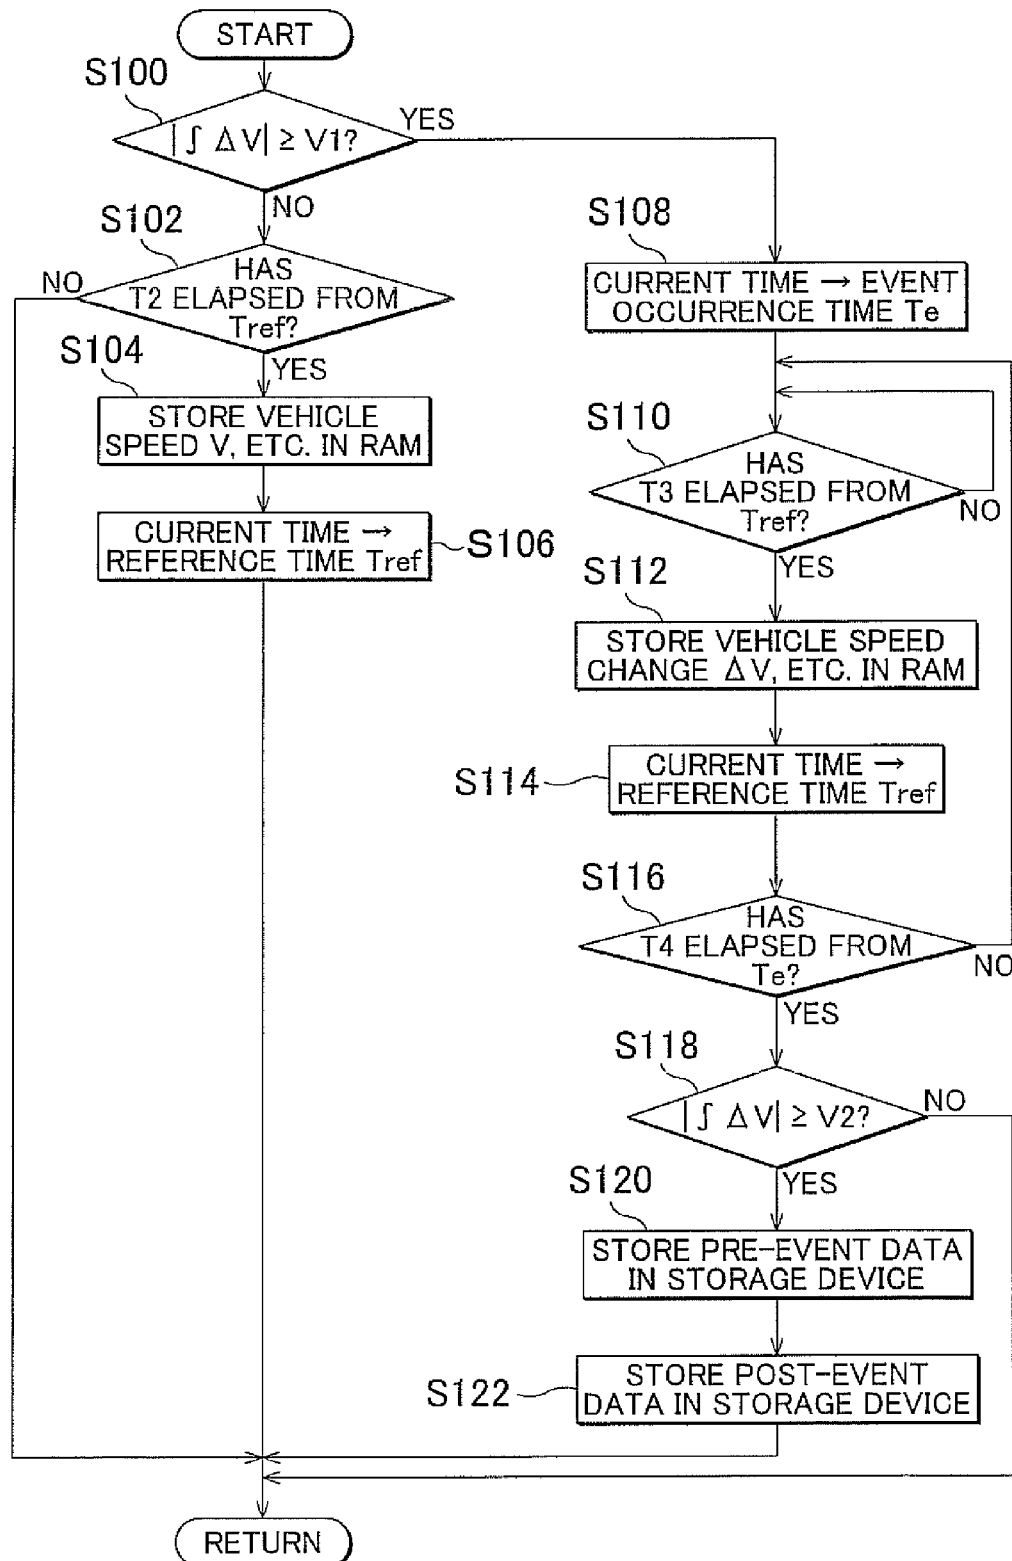 START
S100
|∫ ΔV| ≥ V1?
YES
NO
S102
HAS
T2 ELAPSED FROM
Tref?
NO
YES
S104
STORE VEHICLE
SPEED V, ETC. IN RAM
CURRENT TIME →
REFERENCE TIME Tref
S106
S108
CURRENT TIME → EVENT
OCCURRENCE TIME Te
S110
HAS
T3 ELAPSED FROM
Tref?
NO
YES
S112
STORE VEHICLE SPEED
CHANGE ΔV, ETC. IN RAM
S114
CURRENT TIME →
REFERENCE TIME Tref
S116
HAS
T4 ELAPSED FROM
Te?
NO
YES
S118
|∫ ΔV| ≥ V2?
NO
YES
S120
STORE PRE-EVENT DATA
IN STORAGE DEVICE
S122
STORE POST-EVENT
DATA IN STORAGE DEVICE
RETURN